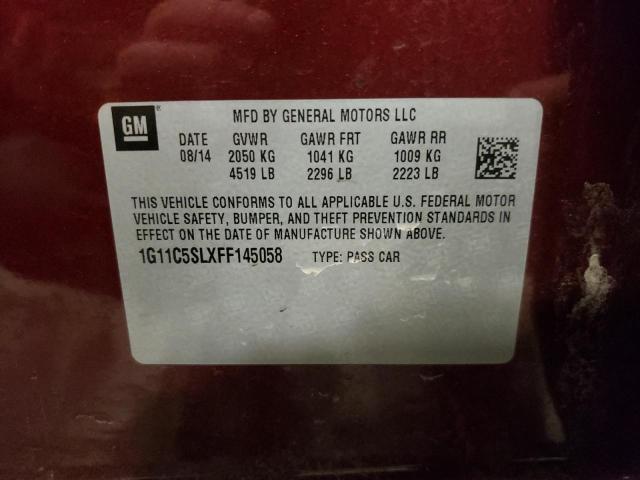 GM ® MFD BY GENERAL MOTORS LLC
DATE GVWR GAWR FRT GAWR RR
08/14 2050 KG 1041 KG 1009 KG
4519 LB 2296 LB 2223 LB
THIS VEHICLE CONFORMS TO ALL APPLICABLE U.S. FEDERAL MOTOR
VEHICLE SAFETY, BUMPER, AND THEFT PREVENTION STANDARDS IN
EFFECT ON THE DATE OF MANUFACTURE SHOWN ABOVE.
1G11C5SLXFF145058 TYPE: PASS CAR